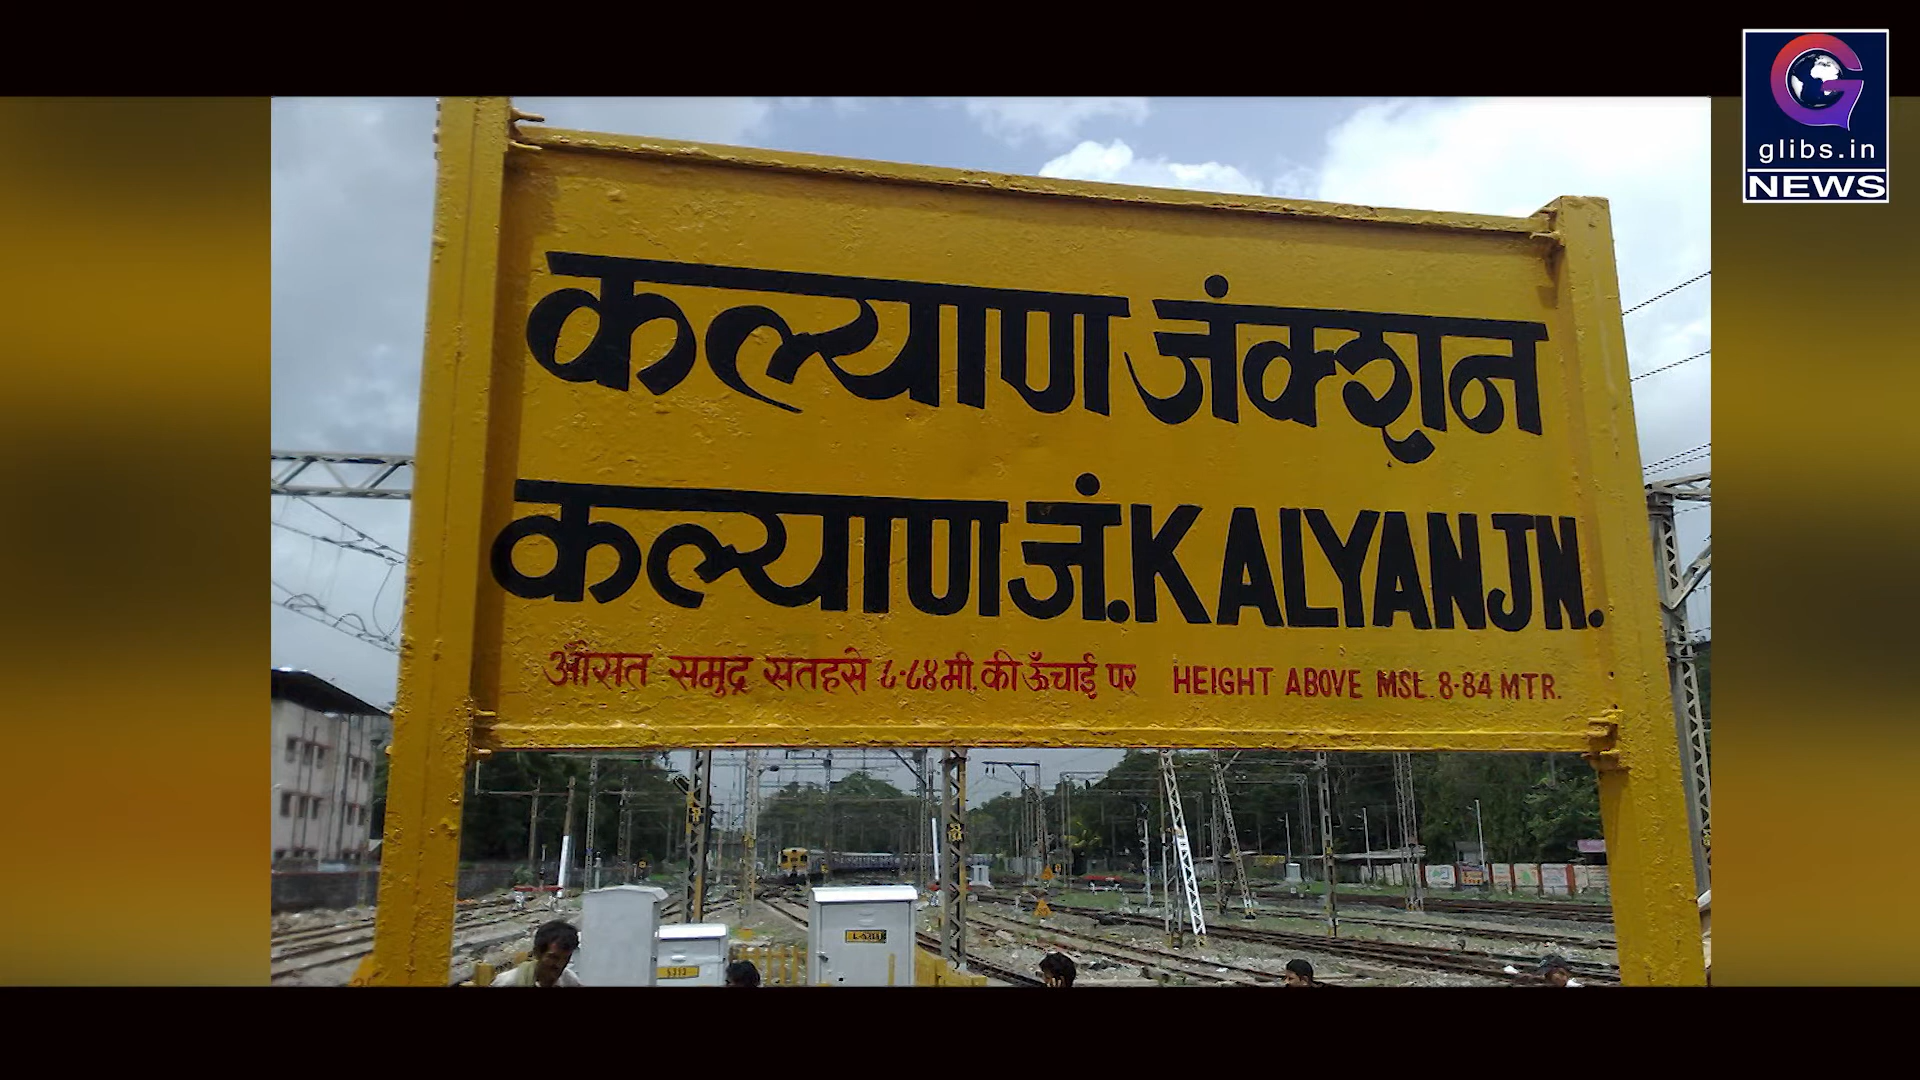 glibs.in
NEWS
कल्याण जंक्शन
कल्याण जं. KALYAN JN.
औसत समुद्र सतहसे ८.८४ मी. की ऊँचाई पर HEIGHT ABOVE MSL. 8.84 MTR.